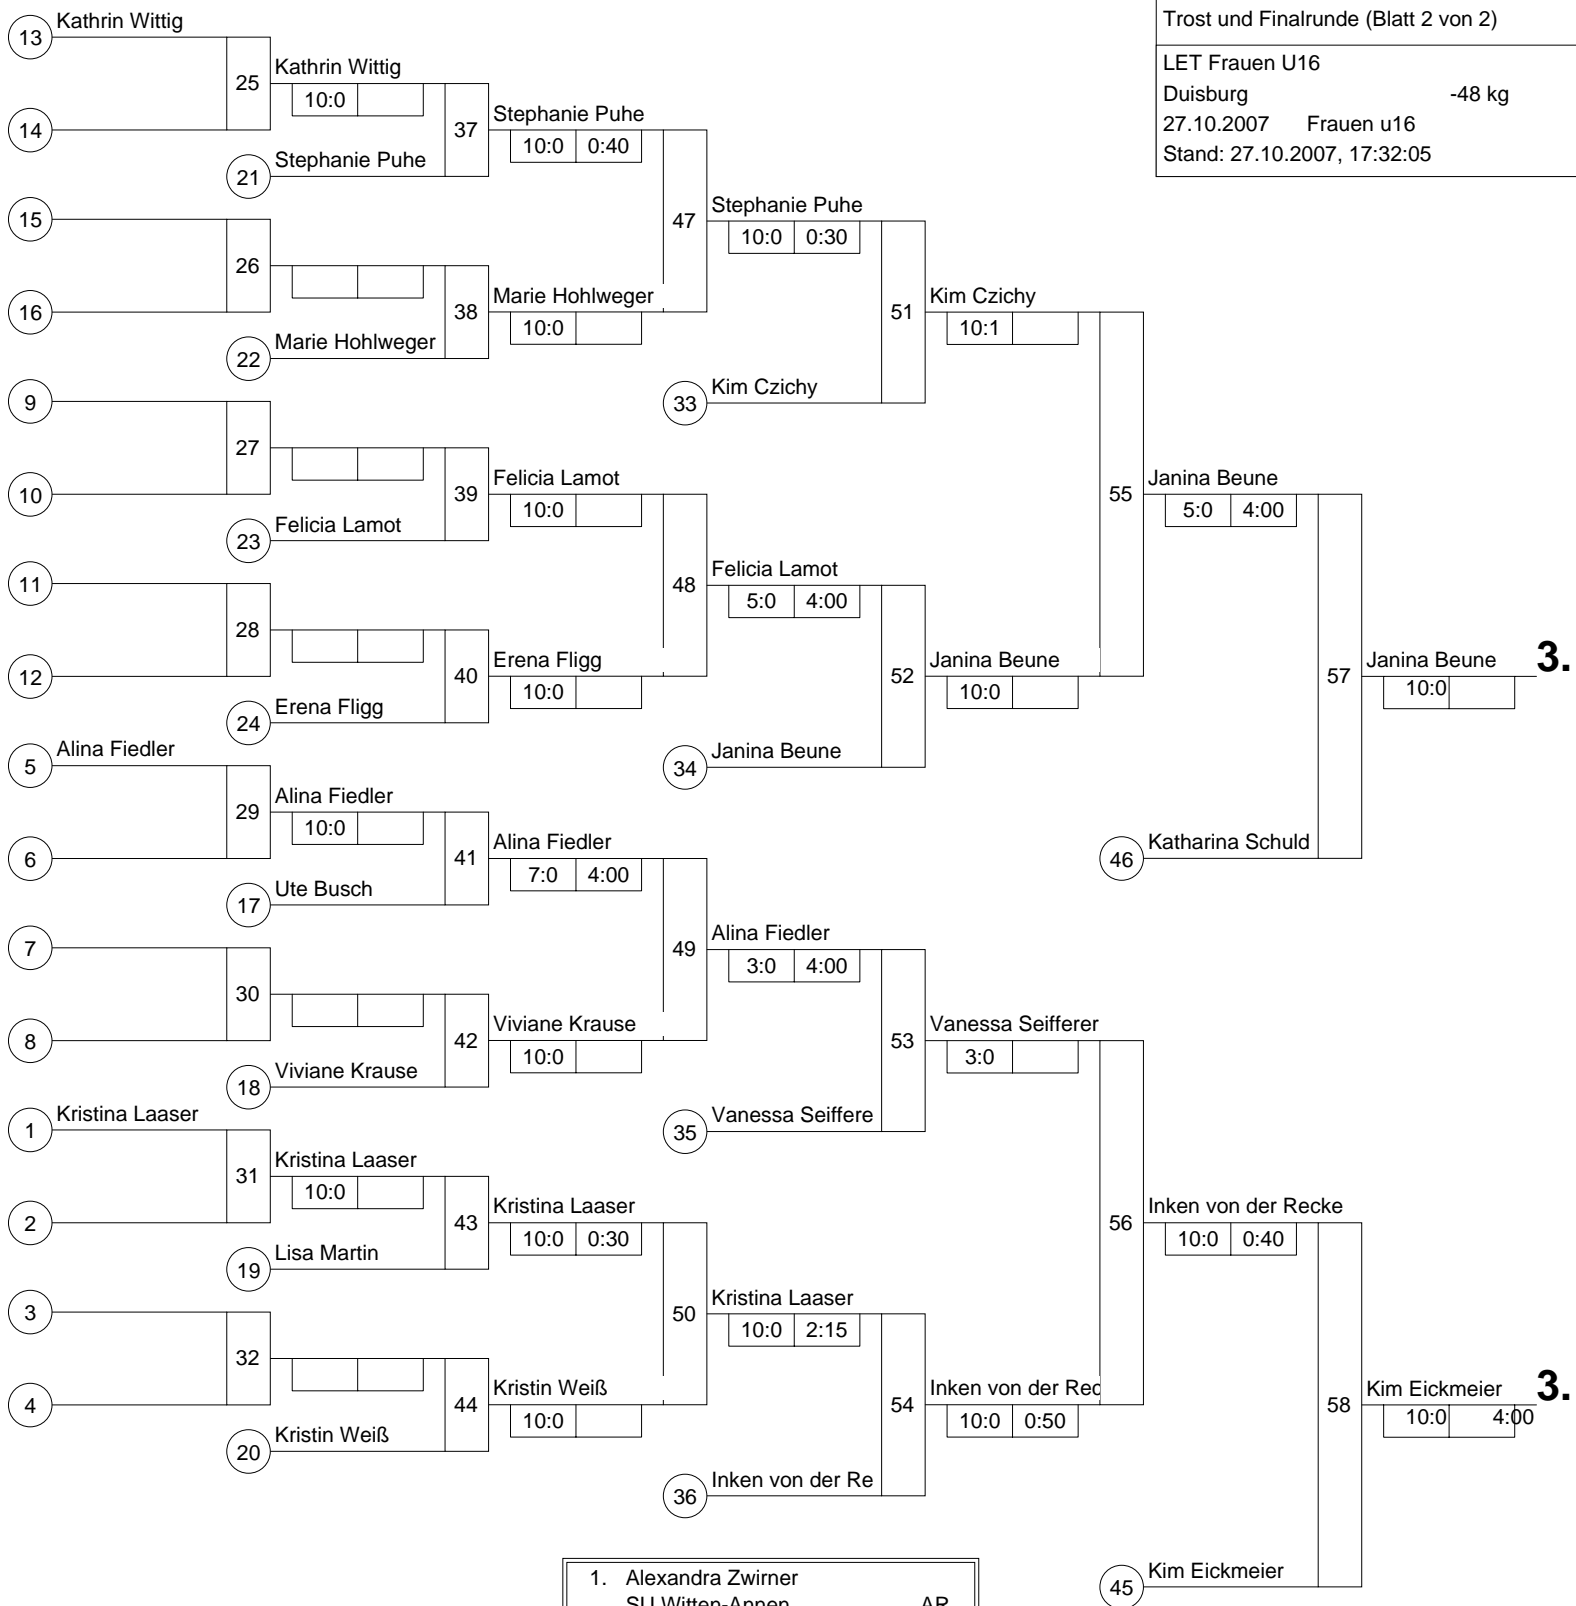 Trost und Finalrunde (Blatt 2 von 2)
LET Frauen U16
Duisburg -48 kg
27.10.2007 Frauen u16
Stand: 27.10.2007, 17:32:05
13 Kathrin Wittig
14
25 Kathrin Wittig
10:0
21 Stephanie Puhe
37 Stephanie Puhe
10:0 0:40
15
16
26
22 Marie Hohlweger
38 Marie Hohlweger
10:0
47 Stephanie Puhe
10:0 0:30
33 Kim Czichy
51 Kim Czichy
10:1
9
10
27
23 Felicia Lamot
39 Felicia Lamot
10:0
11
12
28
24 Erena Fligg
40 Erena Fligg
10:0
48 Felicia Lamot
5:0 4:00
34 Janina Beune
52 Janina Beune
10:0
55 Janina Beune
5:0 4:00
46 Katharina Schuld
57 Janina Beune 3.
10:0
5 Alina Fiedler
6
29 Alina Fiedler
10:0
17 Ute Busch
41 Alina Fiedler
7:0 4:00
7
8
30
18 Viviane Krause
42 Viviane Krause
10:0
49 Alina Fiedler
3:0 4:00
35 Vanessa Seiffere
53 Vanessa Seifferer
3:0
1 Kristina Laaser
2
31 Kristina Laaser
10:0
19 Lisa Martin
43 Kristina Laaser
10:0 0:30
3
4
32
20 Kristin Weiß
44 Kristin Weiß
10:0
50 Kristina Laaser
10:0 2:15
36 Inken von der Re
54 Inken von der Rec
10:0 0:50
56 Inken von der Recke
10:0 0:40
45 Kim Eickmeier
58 Kim Eickmeier 3.
10:0 4:00
1. Alexandra Zwirner
SU Witten-Annen AR